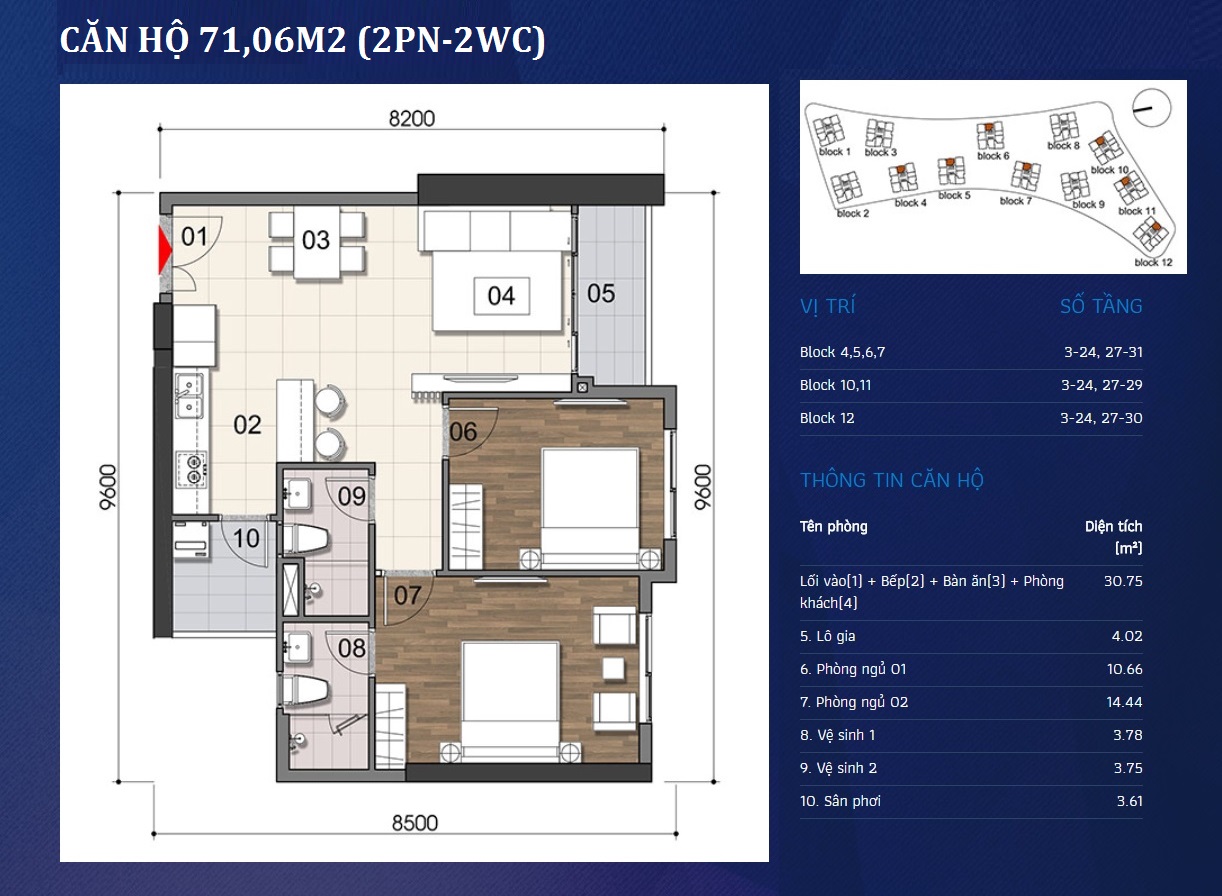 CĂN HỘ 71,06M2 (2PN-2WC)
8200
01
03
04
05
02
06
9600
9600
09
10
07
08
8500
block 1
block 3
block 6
block 8
block 10
block 2
block 4
block 5
block 7
block 9
block 11
block 12
VỊ TRÍ SỐ TẦNG
Block 4,5,6,7 3-24, 27-31
Block 10,11 3-24, 27-29
Block 12 3-24, 27-30
THÔNG TIN CĂN HỘ
Tên phòng Diện tích
[m²]
Lối vào[1] + Bếp[2] + Bàn ăn[3] + Phòng 30.75
khách[4]
5. Lô gia 4.02
6. Phòng ngủ 01 10.66
7. Phòng ngủ 02 14.44
8. Vệ sinh 1 3.78
9. Vệ sinh 2 3.75
10. Sân phơi 3.61